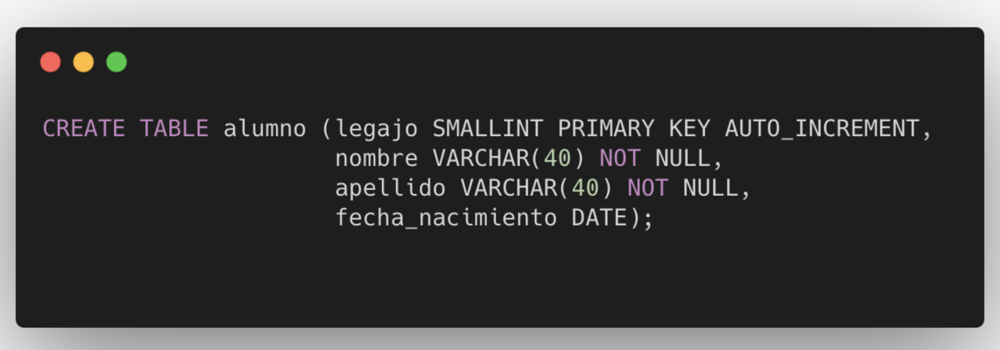 CREATE TABLE alumno (legajo SMALLINT PRIMARY KEY AUTO_INCREMENT,
nombre VARCHAR(40) NOT NULL,
apellido VARCHAR(40) NOT NULL,
fecha_nacimiento DATE);